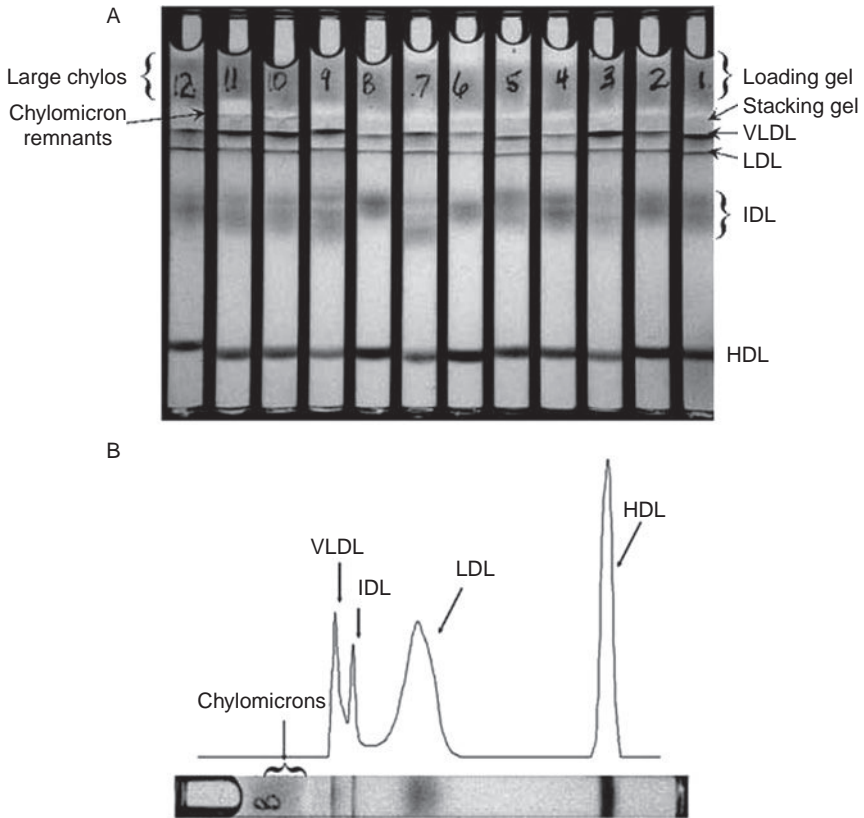 A
Large chylos
Chylomicron
remnants
12 11 10 9 8 7 6 5 4 3 2 1
Loading gel
Stacking gel
VLDL
LDL
IDL
HDL
B
VLDL
IDL
LDL
HDL
Chylomicrons
8